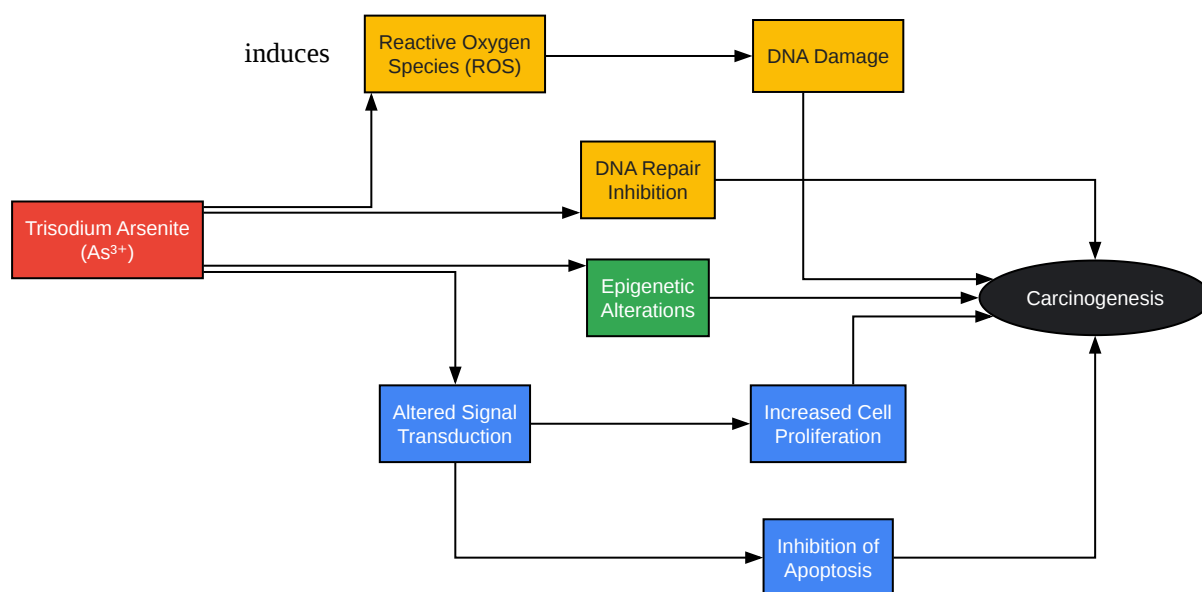 induces
Reactive Oxygen
Species (ROS)
DNA Damage
DNA Repair
Inhibition
Trisodium Arsenite
(As³⁺)
Epigenetic
Alterations
Carcinogenesis
Altered Signal
Transduction
Increased Cell
Proliferation
Inhibition of
Apoptosis